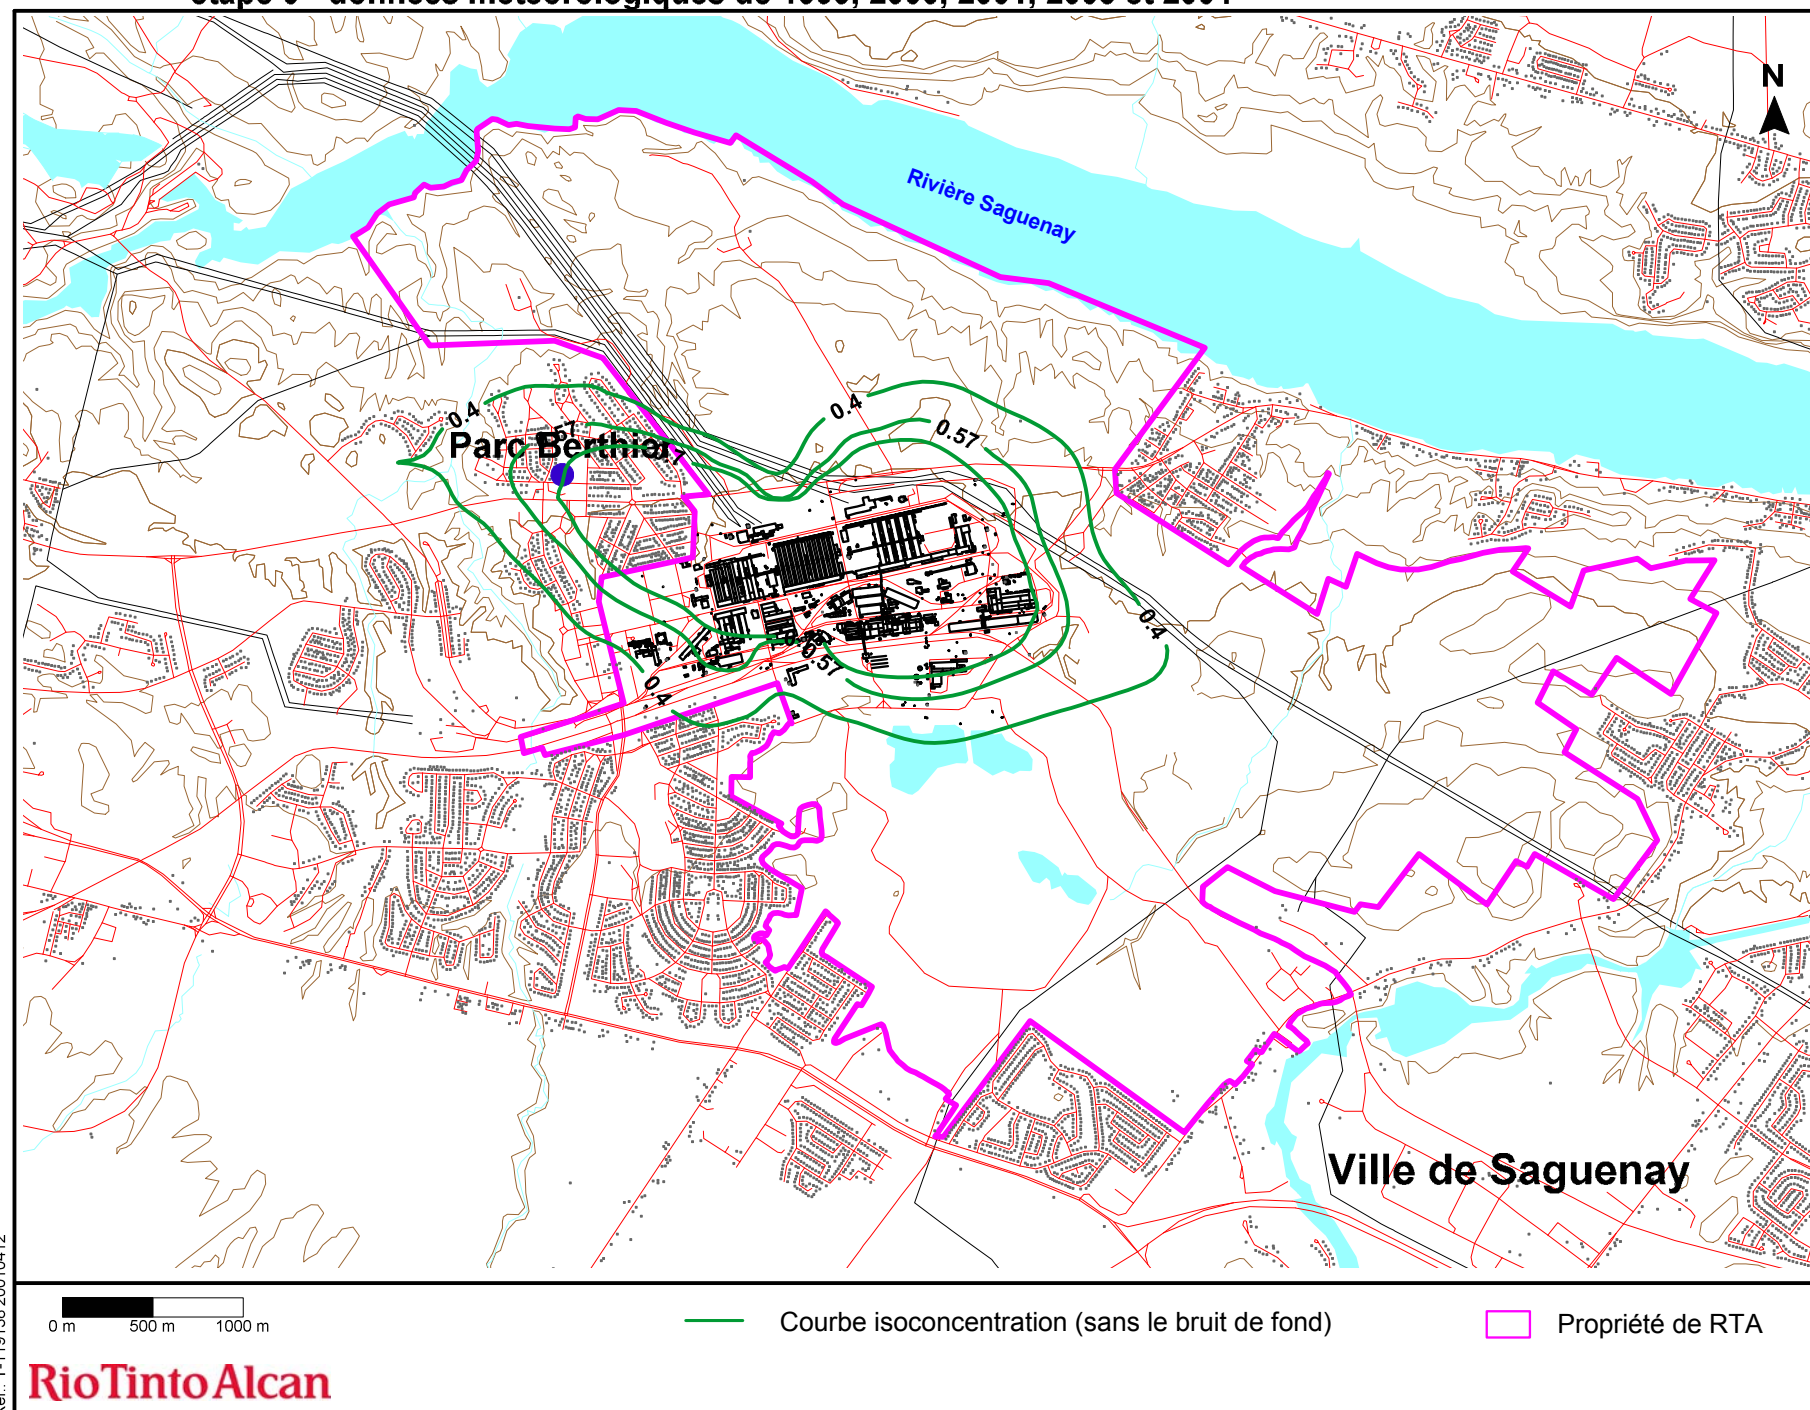 N
Rivière Saguenay
0.4
0.4
0.57
0.57
Parc Berthier
0.4
0.57
0.4
Ville de Saguenay
0 m
500 m
1000 m
Courbe isoconcentration (sans le bruit de fond)
Propriété de RTA
RioTintoAlcan